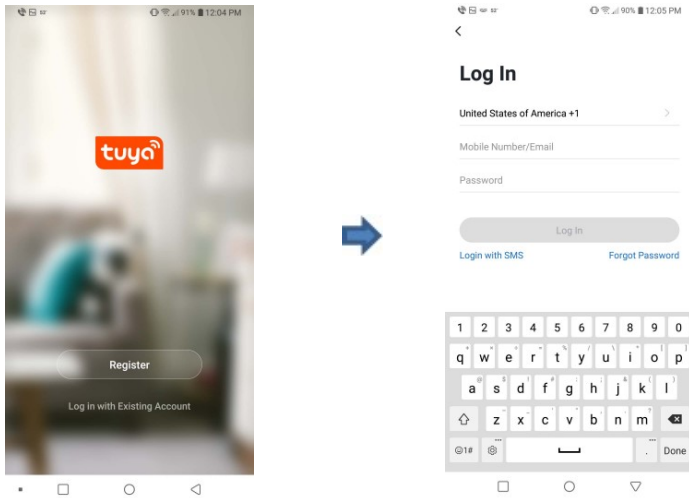 91% 12:04 PM
tuya
Register
Log in with Existing Account
90% 12:05 PM
Log In
United States of America +1
Mobile Number/Email
Password
Log In
Login with SMS Forgot Password
1 2 3 4 5 6 7 8 9 0
q w e r t y u i o p
a s d f g h j k l
z x c v b n m
!#1 . Done